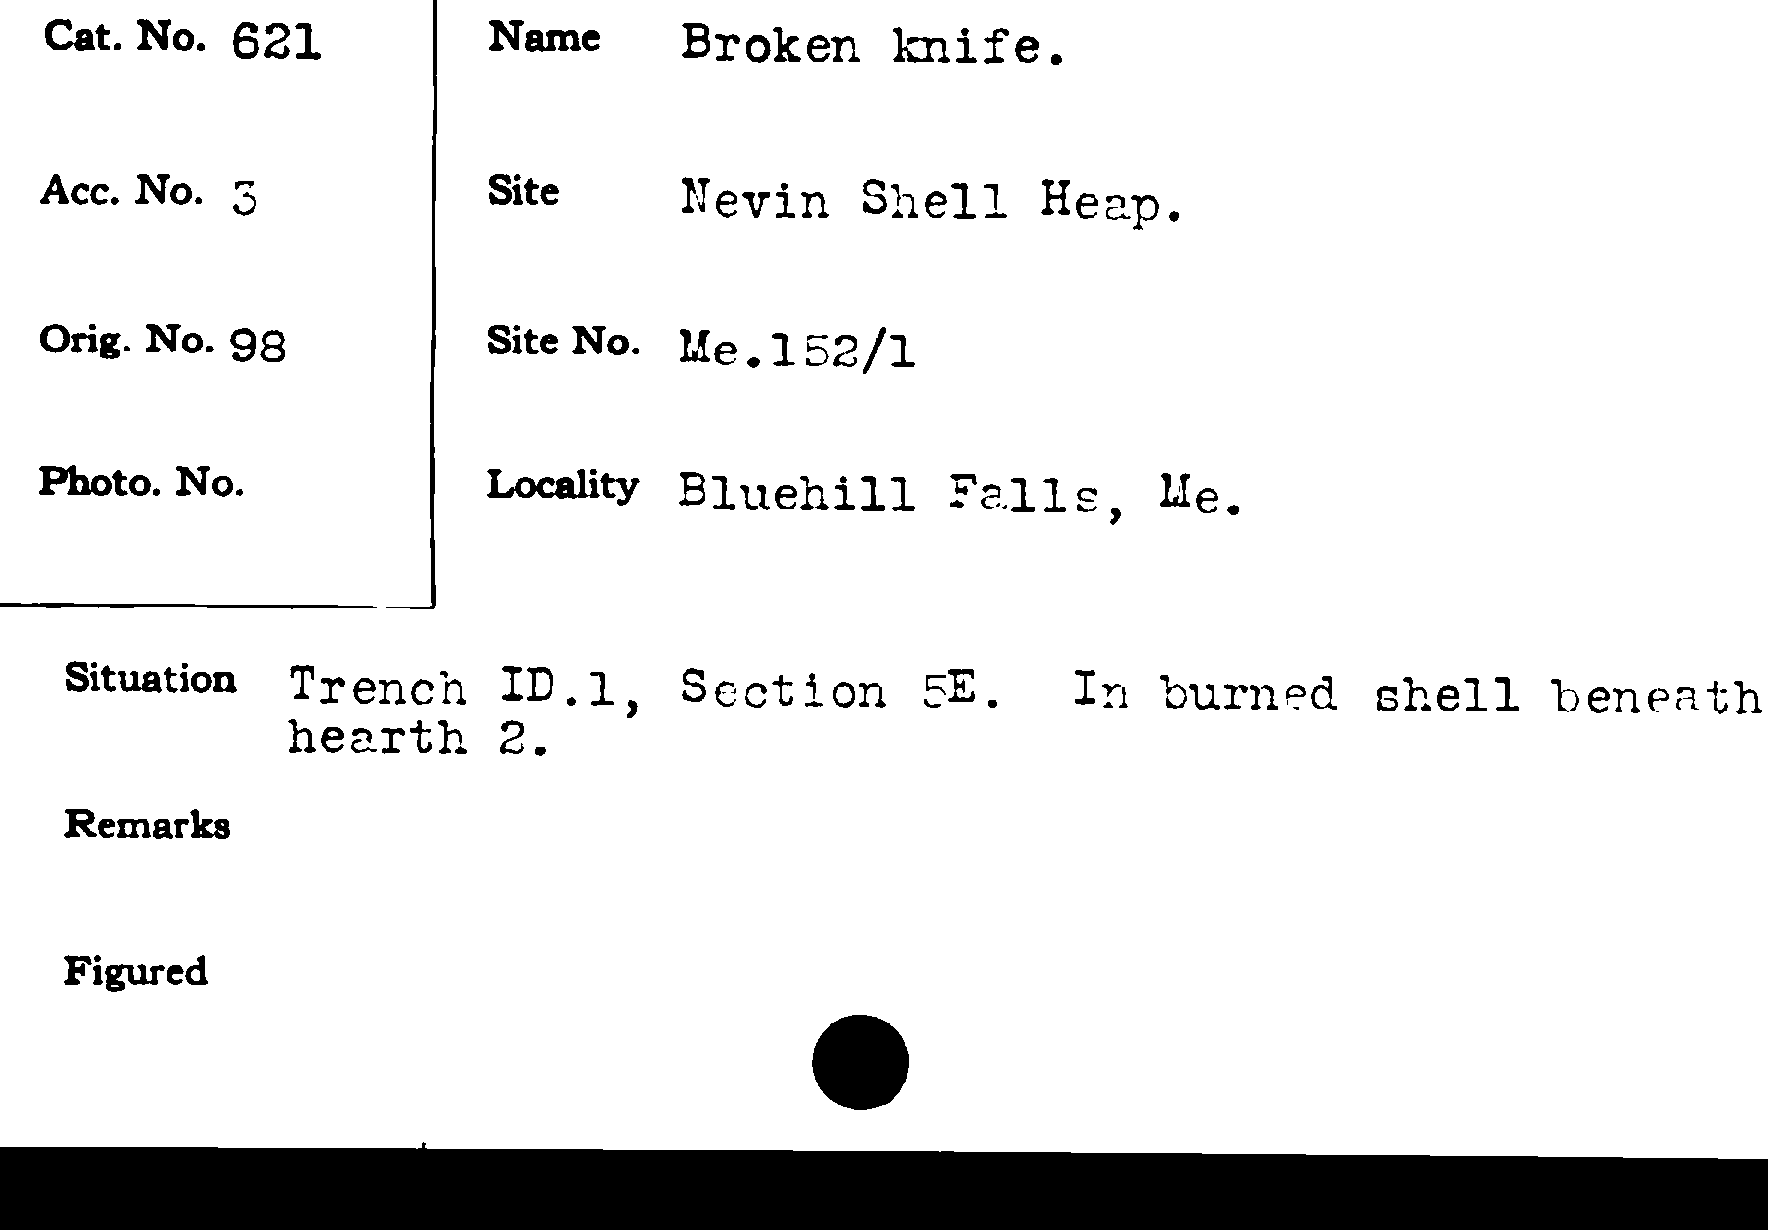 Cat. No. 621
Name Broken knife.
Acc. No. 3
Site Nevin Shell Heap.
Orig. No. 98
Site No. Me.152/1
Photo. No.
Locality Bluehill Falls, Me.
Situation Trench ID.1, Section 5E. In burned shell beneath
hearth 2.
Remarks
Figured